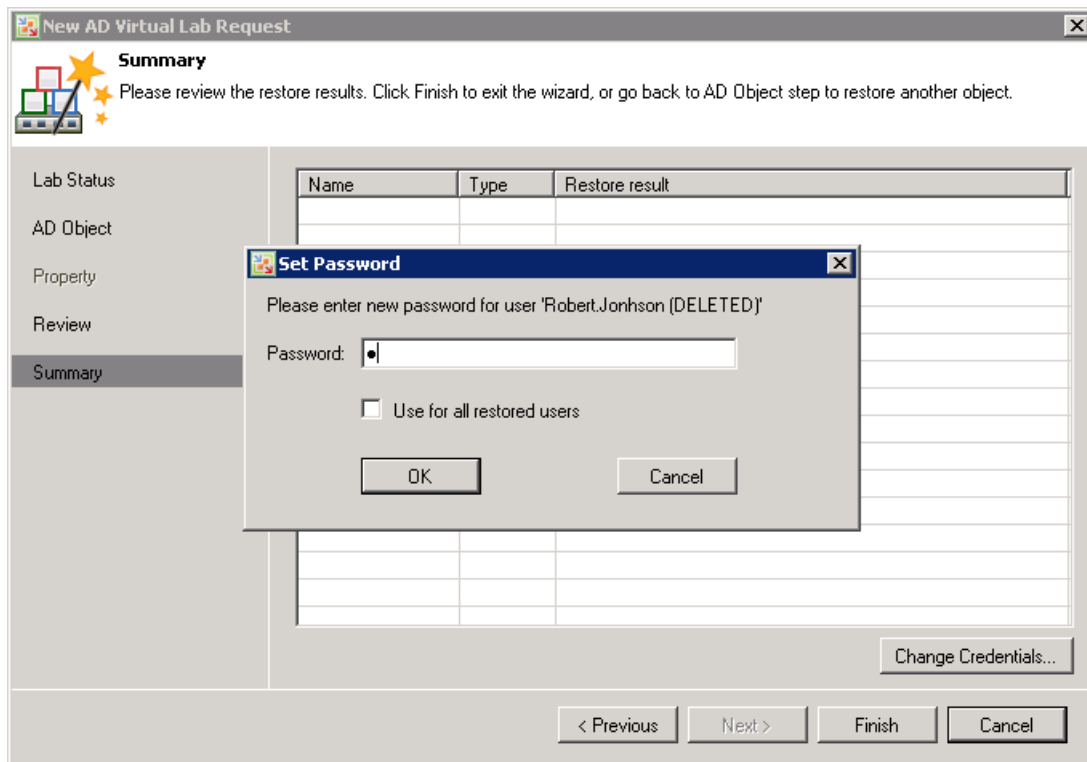 New AD Virtual Lab Request
Summary
Please review the restore results. Click Finish to exit the wizard, or go back to AD Object step to restore another object.
Lab Status
AD Object
Property
Review
Summary
Name Type Restore result
Set Password
Please enter new password for user 'Robert.Jonhson (DELETED)'
Password: ●
Use for all restored users
OK Cancel
Change Credentials...
< Previous Next > Finish Cancel